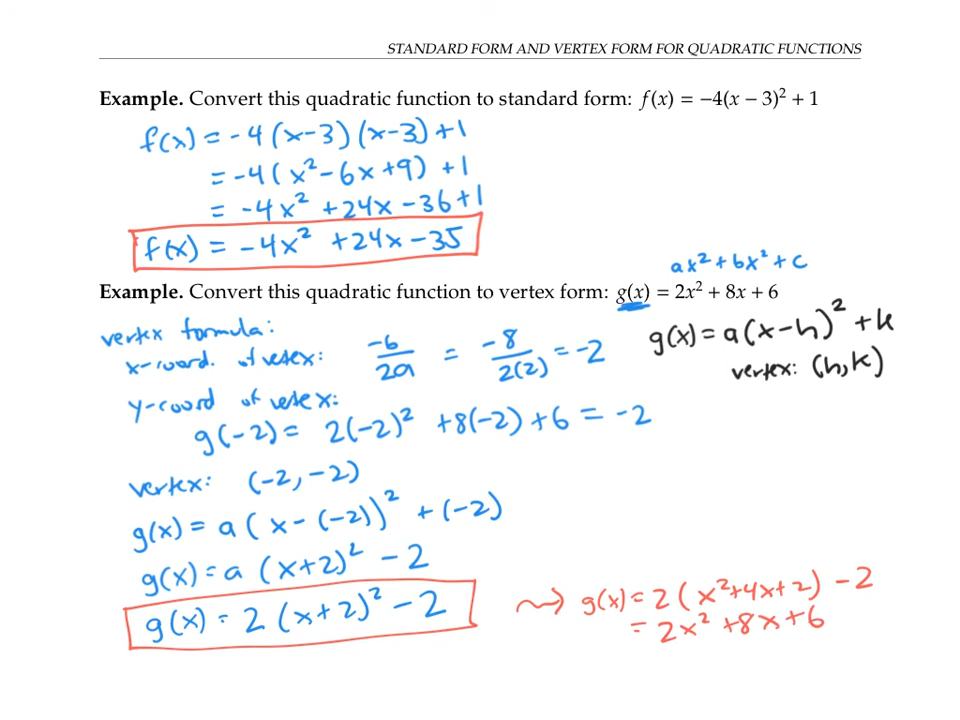 STANDARD FORM AND VERTEX FORM FOR QUADRATIC FUNCTIONS
Example. Convert this quadratic function to standard form: f(x) = −4(x − 3)² + 1
f(x) = -4 (x-3) (x-3) +1
= -4 ( x² - 6x +9) +1
= -4x² +24x -36+1
f(x) = -4x² +24x -35
ax²+bx²+c
Example. Convert this quadratic function to vertex form: g(x) = 2x² + 8x + 6
g(x) = a(x-h)² +k
vertex: (h,k)
vertex formula:
x-coord. of vertex: -b/2a = -8/2(2) = -2
y-coord of vertex:
g(-2) = 2(-2)² +8(-2) +6 = -2
vertex: (-2, -2)
g(x) = a ( x - (-2))² + (-2)
g(x) = a (x+2)² - 2
g(x) = 2 (x+2)² - 2
→ g(x) = 2 ( x²+4x+2) -2
= 2x² +8x+6